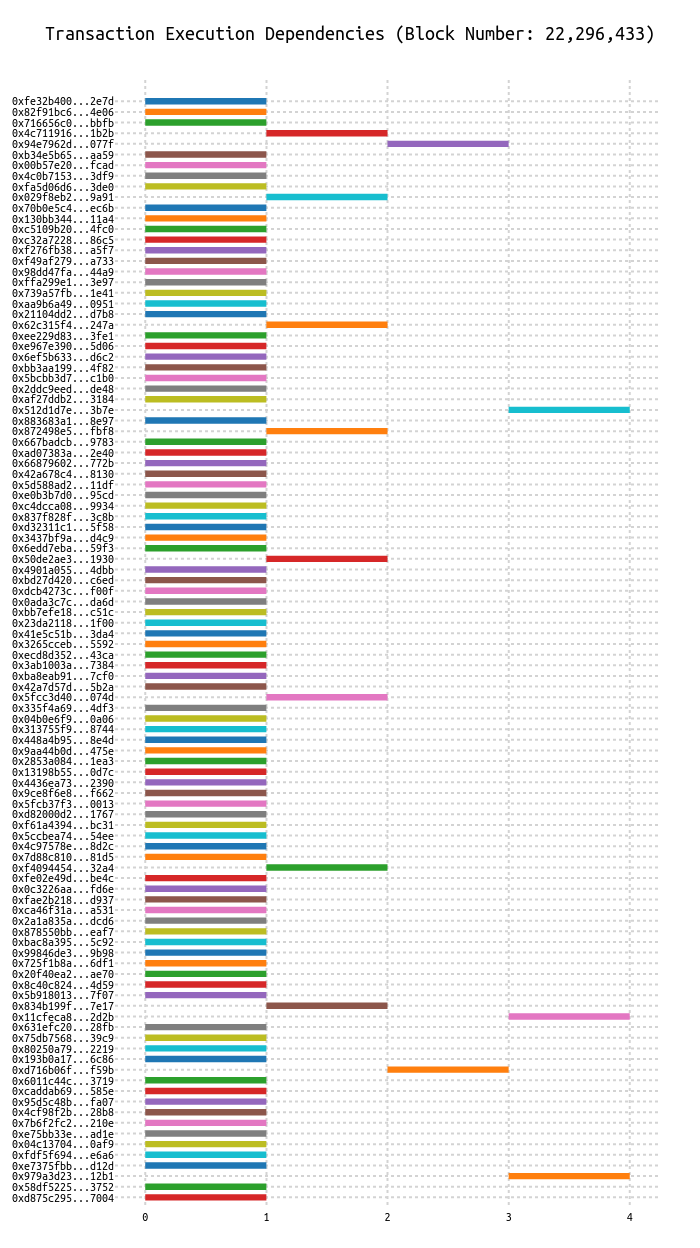 Transaction Execution Dependencies (Block Number: 22,296,433)
0xfe32b400...2e7d
0x82f91bc6...4e06
0x716656c0...bbfb
0x4c711916...1b2b
0x94e7962d...077f
0xb34e5b65...aa59
0x00b57e20...fcad
0x4c0b7153...3df9
0xfa5d06d6...3de0
0x029f8eb2...9a91
0x70b0e5c4...ec6b
0x130bb344...11a4
0xc5109b20...4fc0
0xc32a7228...86c5
0xf276fb38...a5f7
0xf49af279...a733
0x98dd47fa...44a9
0xffa299e1...3e97
0x739a57fb...1e41
0xaa9b6a49...0951
0x21104dd2...d7b8
0x62c315f4...247a
0xee229d83...3fe1
0xe967e390...5d06
0x6ef5b633...d6c2
0xbb3aa199...4f82
0x5bcbb3d7...c1b0
0x2ddc9eed...de48
0xaf27ddb2...3184
0x512d1d7e...3b7e
0x883683a1...8e97
0x872498e5...fbf8
0x667badcb...9783
0xad07383a...2e40
0x66879602...772b
0x42a678c4...8130
0x5d588ad2...11df
0xe0b3b7d0...95cd
0xc4dcca08...9934
0x837f828f...3c8b
0xd32311c1...5f58
0x3437bf9a...d4c9
0x6edd7eba...59f3
0x50de2ae3...1930
0x4901a055...4dbb
0xbd27d420...c6ed
0xdcb4273c...f00f
0x0ada3c7c...da6d
0xbb7efe18...c51c
0x23da2118...1f00
0x41e5c51b...3da4
0x3265cceb...5592
0xecd8d352...43ca
0x3ab1003a...7384
0xba8eab91...7cf0
0x42a7d57d...5b2a
0x5fcc3d40...074d
0x335f4a69...4df3
0x04b0e6f9...0a06
0x313755f9...8744
0x448a4b95...8e4d
0x9aa44b0d...475e
0x2853a084...1ea3
0x13198b55...0d7c
0x4436ea73...2390
0x9ce8f6e8...f662
0x5fcb37f3...0013
0xd82000d2...1767
0xf61a4394...bc31
0x5ccbea74...54ee
0x4c97578e...8d2c
0x7d88c810...81d5
0xf4094454...32a4
0xfe02e49d...be4c
0x0c3226aa...fd6e
0xfae2b218...d937
0xca46f31a...a531
0x2a1a835a...dcd6
0x878550bb...eaf7
0xbac8a395...5c92
0x99846de3...9b98
0x725f1b8a...6df1
0x20f40ea2...ae70
0x8c40c824...4d59
0x5b918013...7f07
0x834b199f...7e17
0x11cfeca8...2d2b
0x631efc20...28fb
0x75db7568...39c9
0x80250a79...2219
0x193b0a17...6c86
0xd716b06f...f59b
0x6011c44c...3719
0xcaddab69...585e
0x95d5c48b...fa07
0x4cf98f2b...28b8
0x7b6f2fc2...210e
0xe75bb33e...ad1e
0x04c13704...0af9
0xfdf5f694...e6a6
0xe7375fbb...d12d
0x979a3d23...12b1
0x58df5225...3752
0xd875c295...7004
0 1 2 3 4